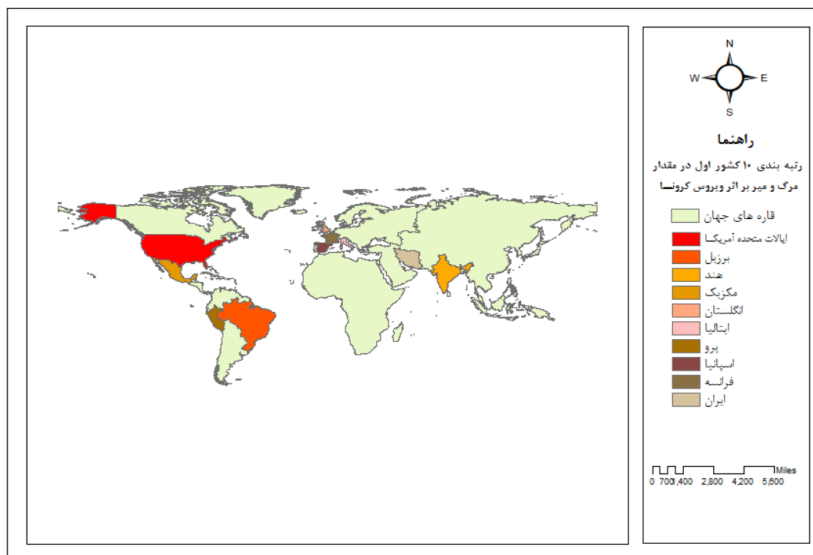 N
W E
S
راهنما
رتبه بندی ۱۰ کشور اول در مقدار
مرگ و میر بر اثر ویروس کرونا
قاره های جهان
ایالات متحده آمریکا
برزیل
هند
مکزیک
انگلستان
ایتالیا
پرو
اسپانیا
فرانسه
ایران
Miles
0 700 1,400 2,800 4,200 5,600